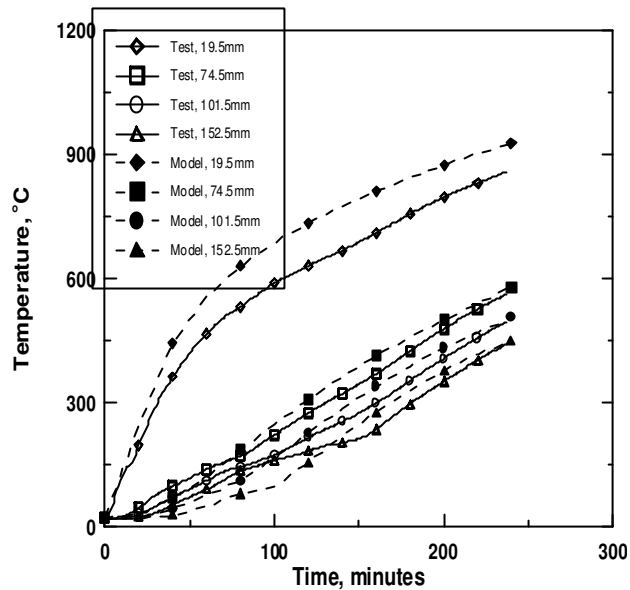 1200
Test, 19.5mm
Test, 74.5mm
Test, 101.5mm
Test, 152.5mm
Model, 19.5mm
Model, 74.5mm
Model, 101.5mm
Model, 152.5mm
900
600
300
0
Temperature, °C
0 100 200 300
Time, minutes